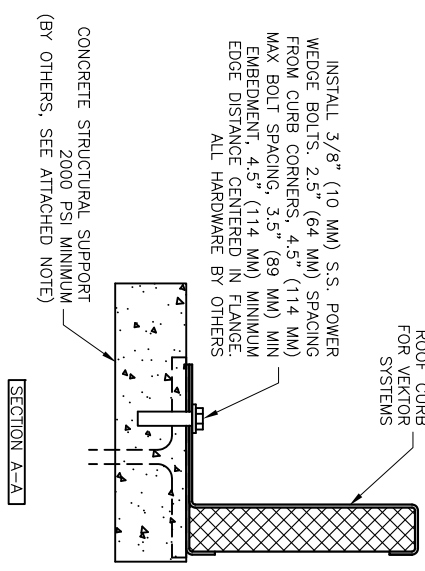 ROOF CURB
FOR VEKTOR
SYSTEMS
INSTALL 3/8" (10 MM) S.S. POWER
WEDGE BOLTS. 2.5" (64 MM) SPACING
FROM CURB CORNERS, 4.5" (114 MM)
MAX BOLT SPACING, 3.5" (89 MM) MIN
EMBEDMENT, 4.5" (114 MM) MINIMUM
EDGE DISTANCE CENTERED IN FLANGE.
ALL HARDWARE BY OTHERS
CONCRETE STRUCTURAL SUPPORT
2000 PSI MINIMUM
(BY OTHERS, SEE ATTACHED NOTE)
SECTION A-A